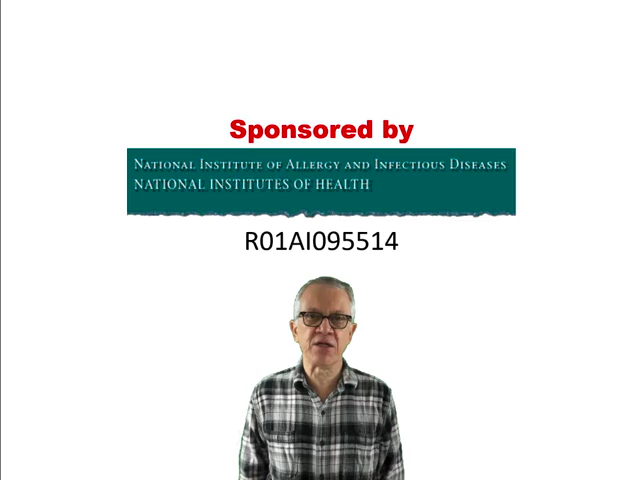 Sponsored by
National Institute of Allergy and Infectious Diseases
NATIONAL INSTITUTES OF HEALTH
R01AI095514